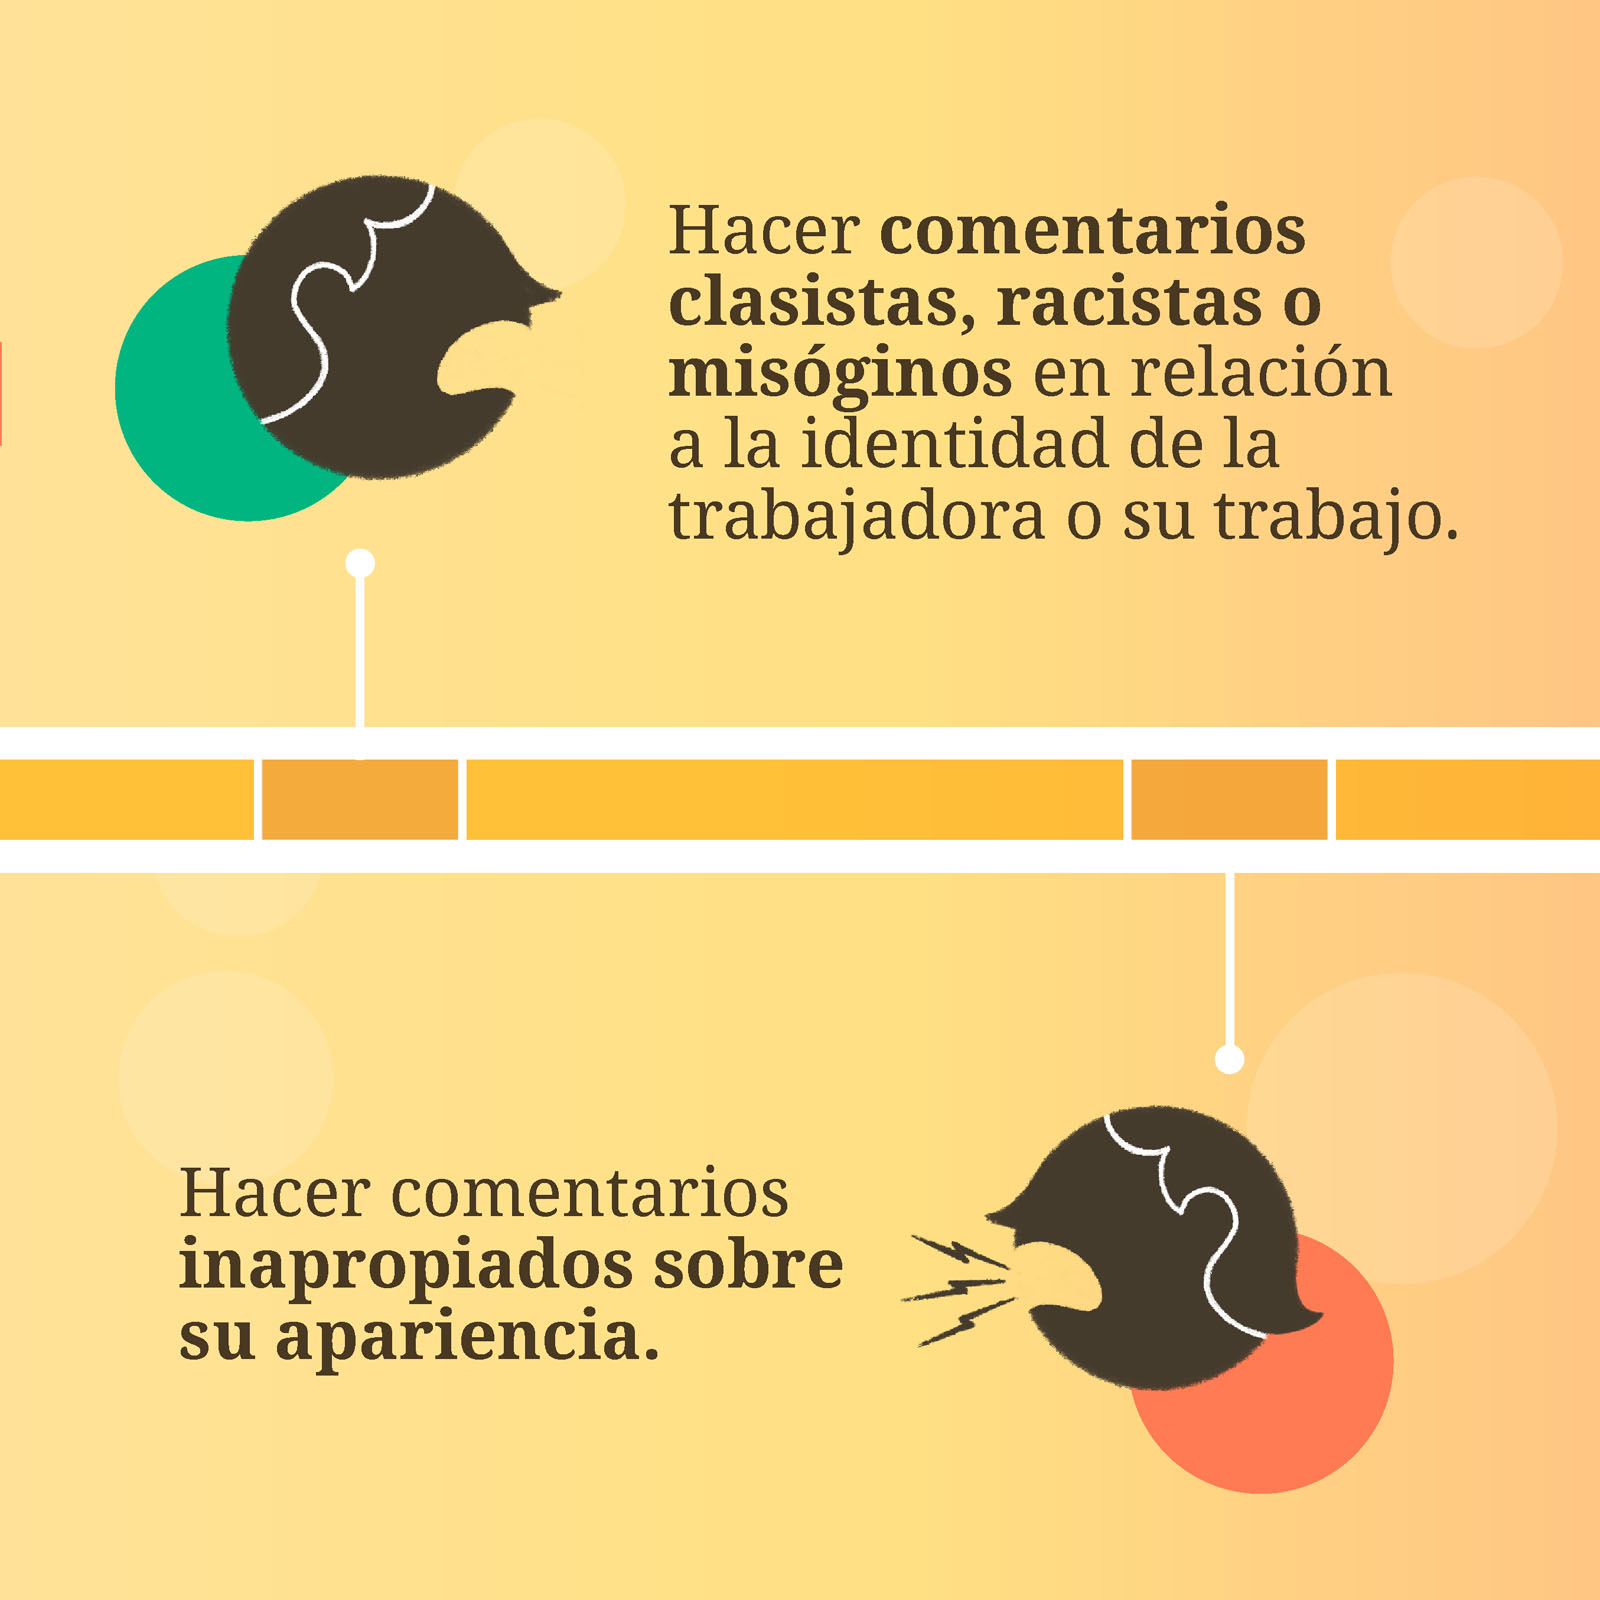 Hacer comentarios
clasistas, racistas o
misóginos en relación
a la identidad de la
trabajadora o su trabajo.
Hacer comentarios
inapropiados sobre
su apariencia.